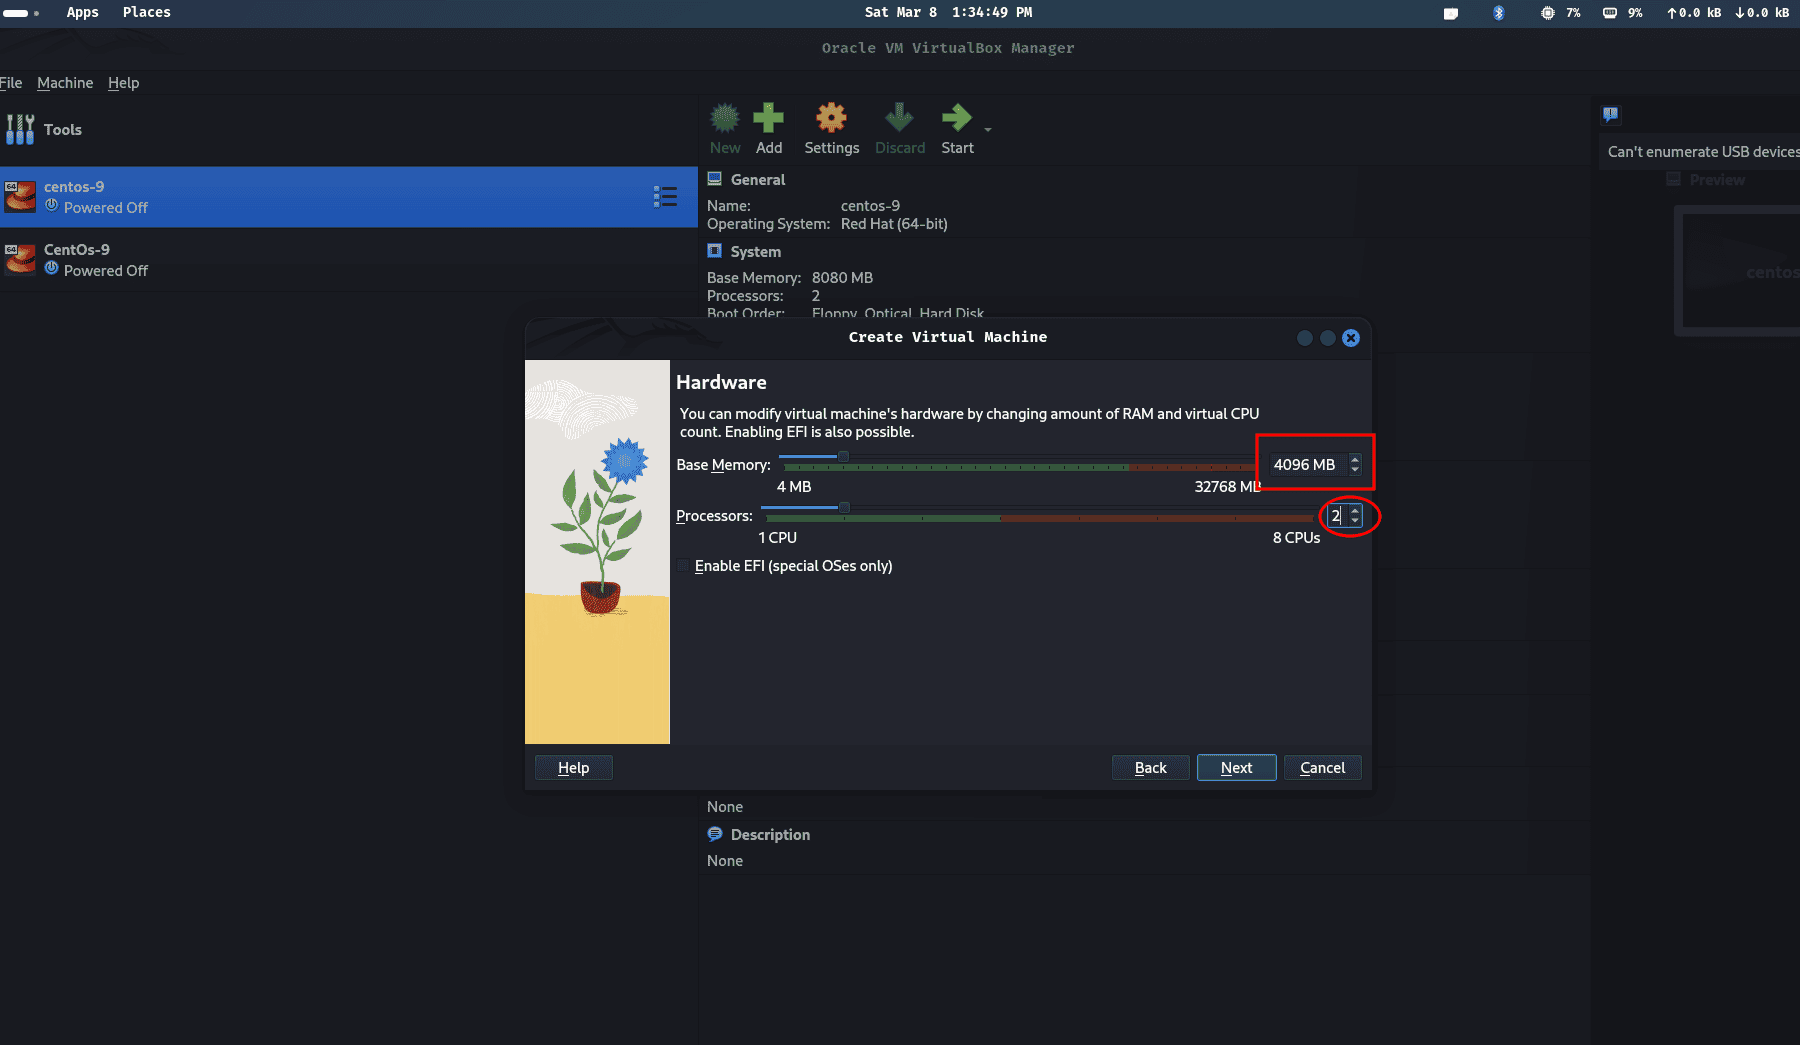 Apps Places Sat Mar 8 1:34:49 PM 7% 9% ↑0.0 kB ↓0.0 kB
Oracle VM VirtualBox Manager
File Machine Help
Tools
New Add Settings Discard Start
64 centos-9
Powered Off
64 CentOs-9
Powered Off
General
Name: centos-9
Operating System: Red Hat (64-bit)
System
Base Memory: 8080 MB
Processors: 2
Boot Order: Floppy, Optical, Hard Disk
Can't enumerate USB devices
Preview
centos
Create Virtual Machine
Hardware
You can modify virtual machine's hardware by changing amount of RAM and virtual CPU
count. Enabling EFI is also possible.
Base Memory: 4096 MB
4 MB 32768 MB
Processors: 2
1 CPU 8 CPUs
Enable EFI (special OSes only)
Help Back Next Cancel
None
Description
None